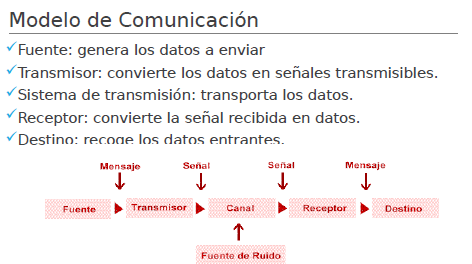 Modelo de Comunicación
Fuente: genera los datos a enviar
Transmisor: convierte los datos en señales transmisibles.
Sistema de transmisión: transporta los datos.
Receptor: convierte la señal recibida en datos.
Destino: recoge los datos entrantes.
Mensaje Señal Señal Mensaje
Fuente Transmisor Canal Receptor Destino
Fuente de Ruido